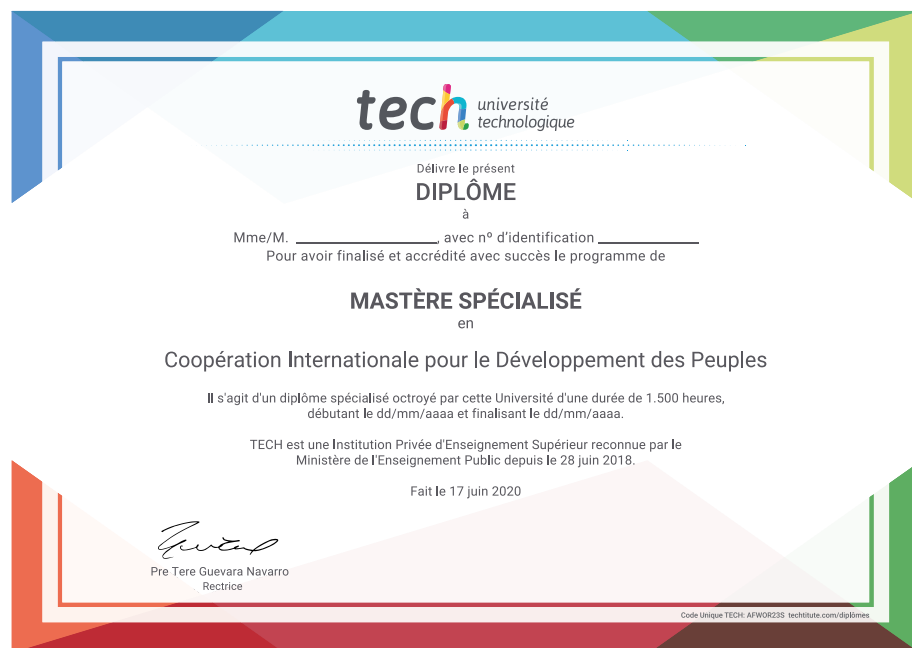 tech université
technologique
Délivre le présent
DIPLÔME
à
Mme/M. ____________, avec nº d'identification ____________
Pour avoir finalisé et accrédité avec succès le programme de
MASTÈRE SPÉCIALISÉ
en
Coopération Internationale pour le Développement des Peuples
Il s'agit d'un diplôme spécialisé octroyé par cette Université d'une durée de 1.500 heures,
débutant le dd/mm/aaaa et finalisant le dd/mm/aaaa.
TECH est une Institution Privée d'Enseignement Supérieur reconnue par le
Ministère de l'Enseignement Public depuis le 28 juin 2018.
Fait le 17 juin 2020
Pre Tere Guevara Navarro
Rectrice
Code Unique TECH: AFWOR23S techtitute.com/diplômes